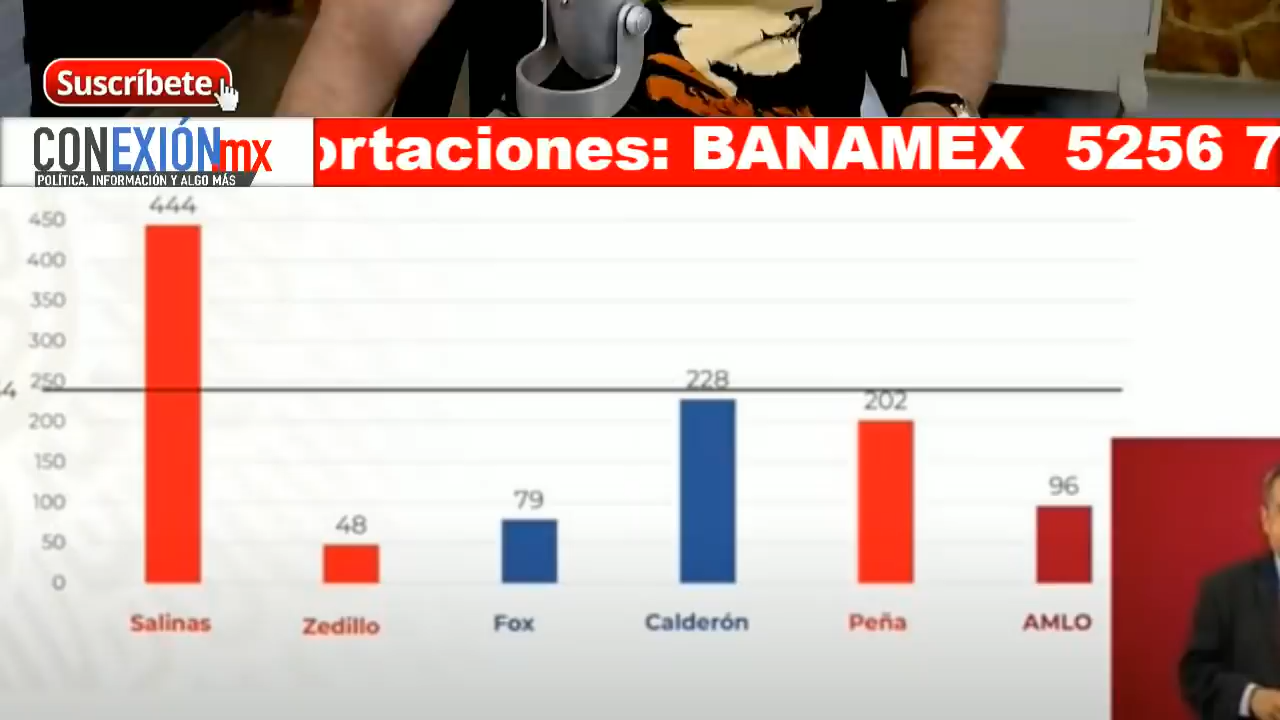 Suscríbete
CONEXIÓNmx
POLÍTICA, INFORMACIÓN Y ALGO MÁS
ortaciones: BANAMEX 5256 7
444
450
400
350
300
250
228
4
202
200
150
100
96
79
50
48
0
Salinas
Zedillo
Fox
Calderón
Peña
AMLO